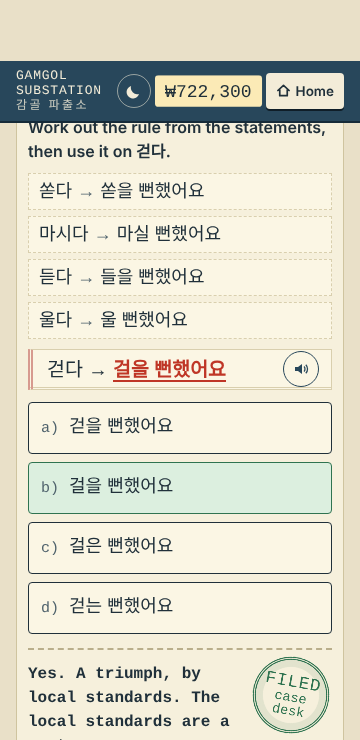 GAMGOL
SUBSTATION
감골 파출소
₩722,300
Home
Work out the rule from the statements,
then use it on 걷다.
쏟다 → 쏟을 뻔했어요
마시다 → 마실 뻔했어요
듣다 → 들을 뻔했어요
울다 → 울 뻔했어요
걷다 → 걸을 뻔했어요
a) 걷을 뻔했어요
b) 걸을 뻔했어요
c) 걸은 뻔했어요
d) 걷는 뻔했어요
Yes. A triumph, by
local standards. The
local standards are a
FILED
case
desk